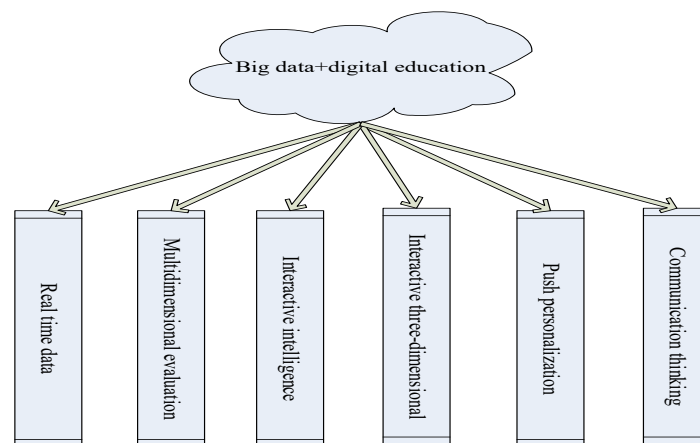 Big data+digital education
Real time data
Multidimensional evaluation
Interactive intelligence
Interactive three-dimensional
Push personalization
Communication thinking